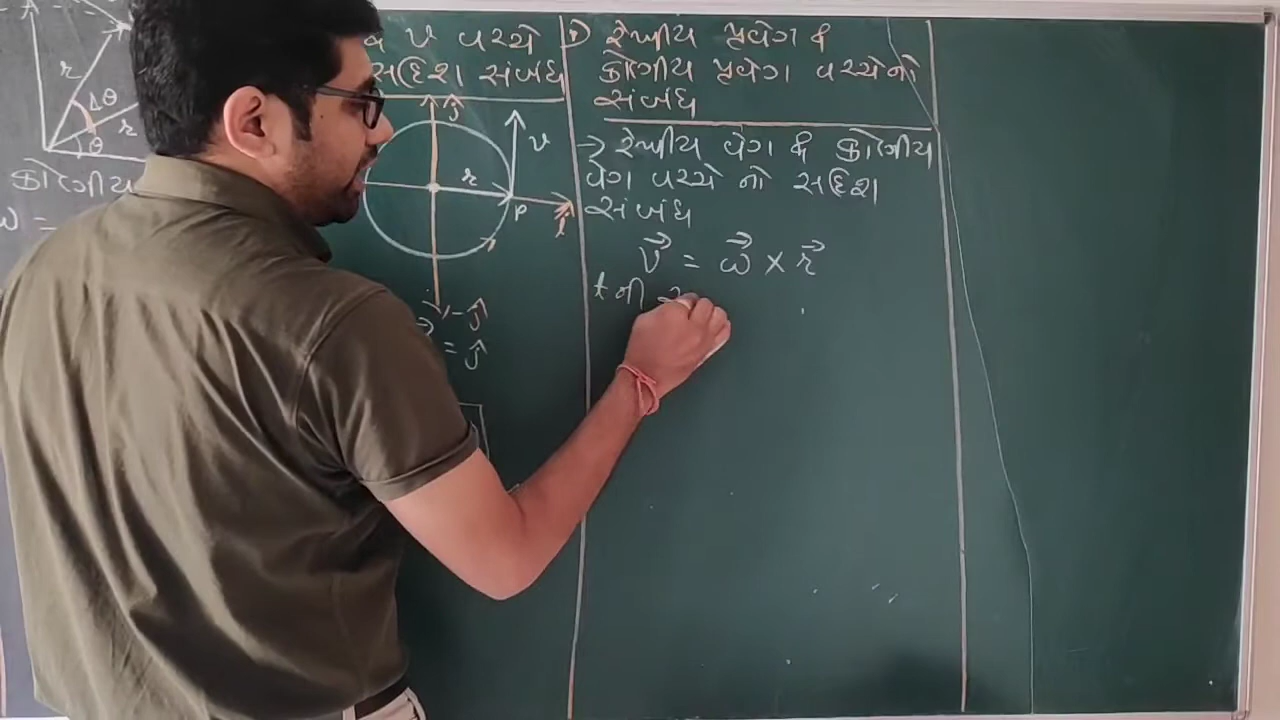 r
Δθ
r
θ
કોણીય
ω =
v વચ્ચે
સદિશ સંબંધ
ĵ
v
r
P
î
-ĵ
= ĵ
રેખીય પ્રવેગ &
કોણીય પ્રવેગ વચ્ચેનો
સંબંધ
→ રેખીય વેગ & કોણીય
વેગ વચ્ચે નો સદિશ
સંબંધ
v⃗ = ω⃗ × r⃗
t ની